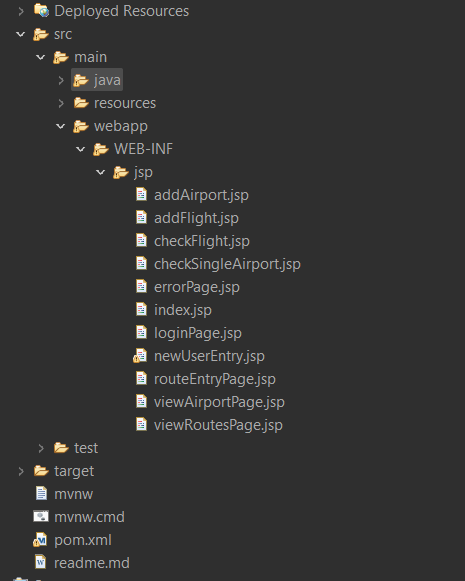 Deployed Resources
src
main
java
resources
webapp
WEB-INF
jsp
addAirport.jsp
addFlight.jsp
checkFlight.jsp
checkSingleAirport.jsp
errorPage.jsp
index.jsp
loginPage.jsp
newUserEntry.jsp
routeEntryPage.jsp
viewAirportPage.jsp
viewRoutesPage.jsp
test
target
mvnw
mvnw.cmd
pom.xml
readme.md